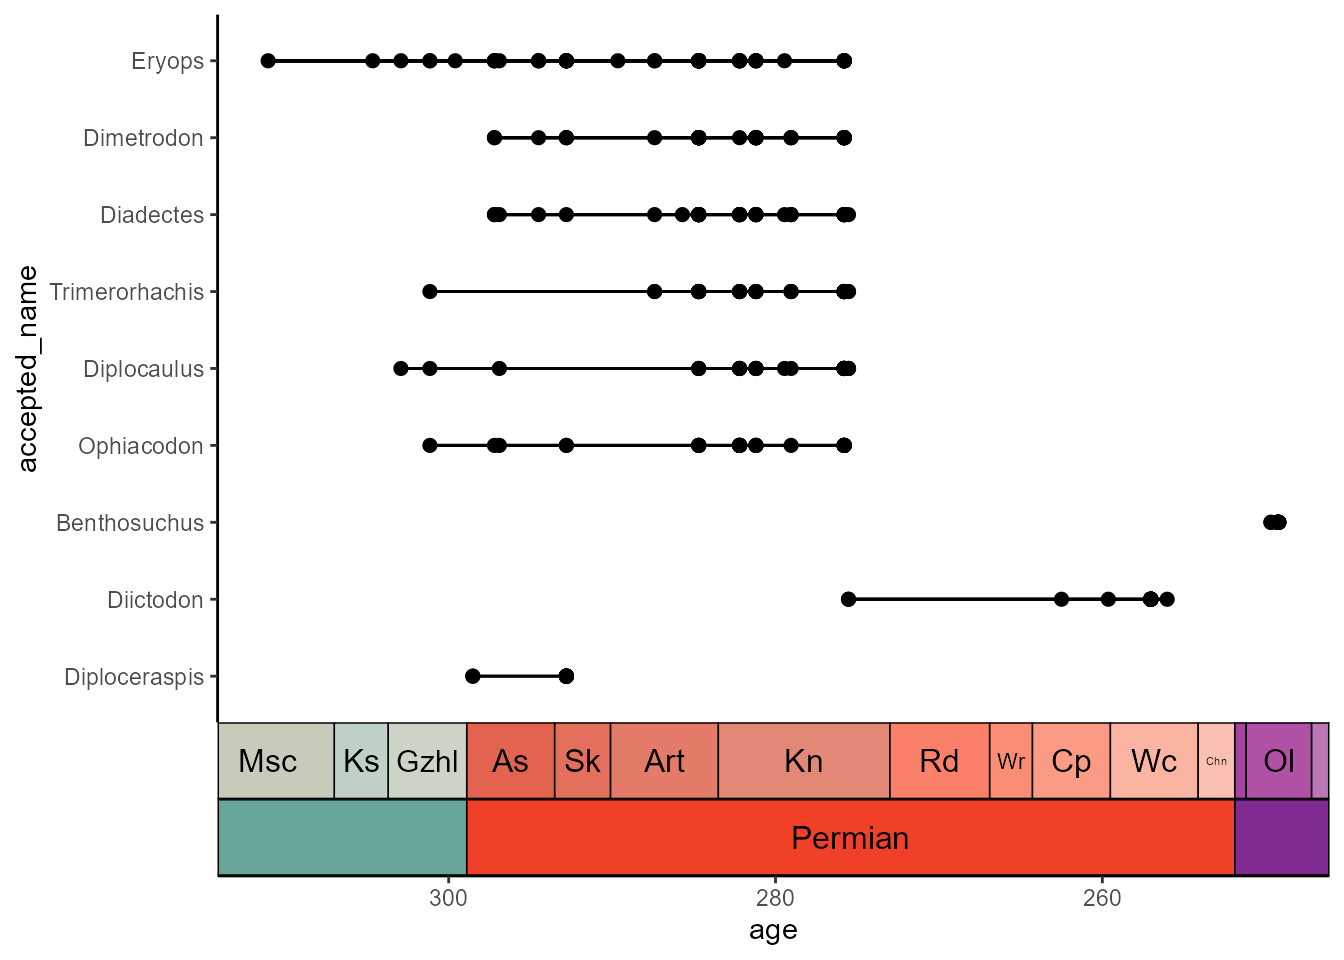 accepted_name
Eryops
Dimetrodon
Diadectes
Trimerorhachis
Diplocaulus
Ophiacodon
Benthosuchus
Diictodon
Diploceraspis
Msc Ks Gzhl As Sk Art Kn Rd Wr Cp Wc Chn Ol
Permian
300 280 260
age